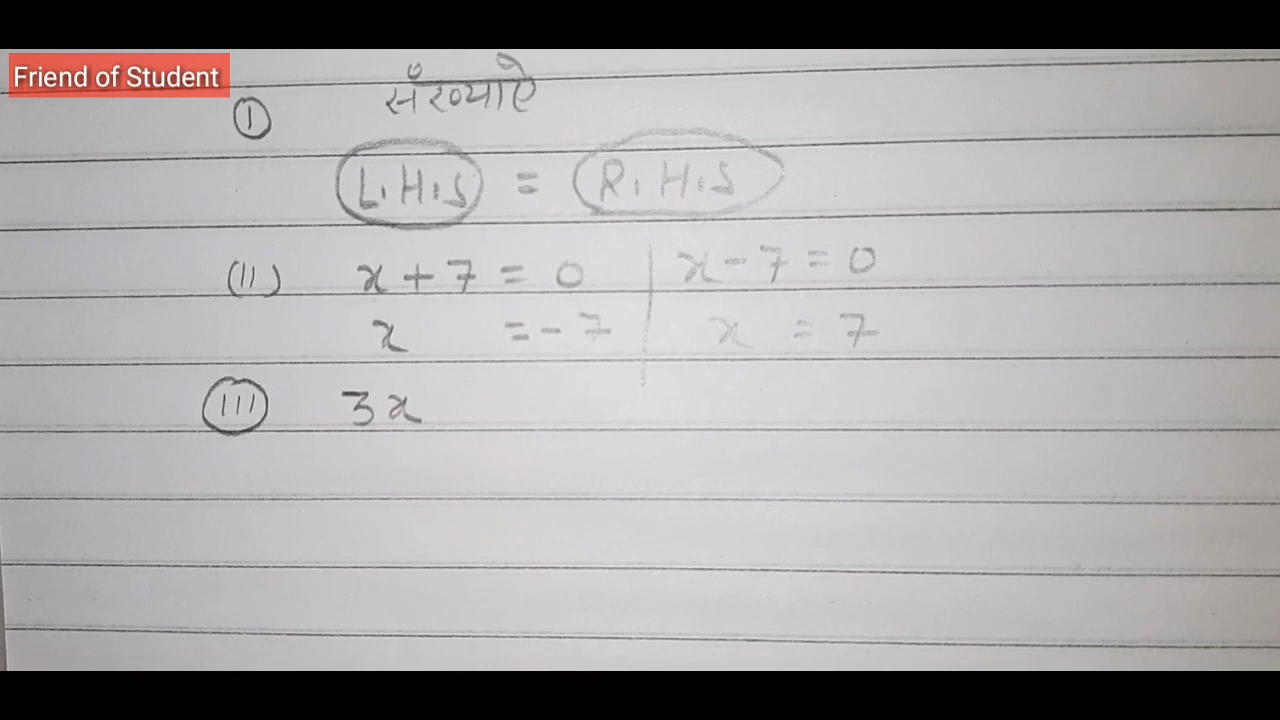 Friend of Student
① संख्याऐ
L.H.S = R.H.S
(II) x + 7 = 0 | x - 7 = 0
x = - 7 | x = 7
(III) 3x